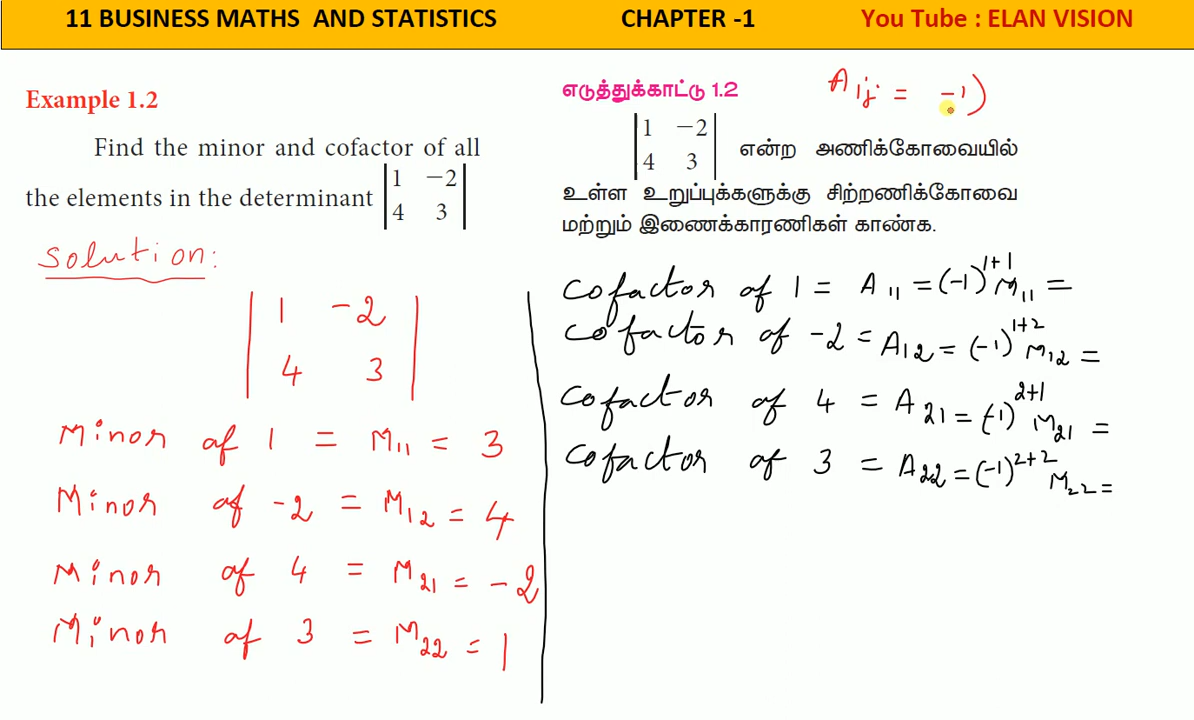 11 BUSINESS MATHS AND STATISTICS CHAPTER -1 You Tube : ELAN VISION
Example 1.2
Find the minor and cofactor of all
the elements in the determinant |1 −2|
|4 3|
Solution:
|1 -2|
|4 3|
Minor of 1 = M₁₁ = 3
Minor of -2 = M₁₂ = 4
Minor of 4 = M₂₁ = -2
Minor of 3 = M₂₂ = 1
எடுத்துக்காட்டு 1.2
Aᵢⱼ = -1)
|1 −2|
|4 3| என்ற அணிக்கோவையில்
உள்ள உறுப்புக்களுக்கு சிற்றணிக்கோவை
மற்றும் இணைக்காரணிகள் காண்க.
cofactor of 1 = A₁₁ = (-1)¹⁺¹ M₁₁ =
cofactor of -2 = A₁₂ = (-1)¹⁺² M₁₂ =
cofactor of 4 = A₂₁ = (-1)²⁺¹ M₂₁ =
cofactor of 3 = A₂₂ = (-1)²⁺² M₂₂ =